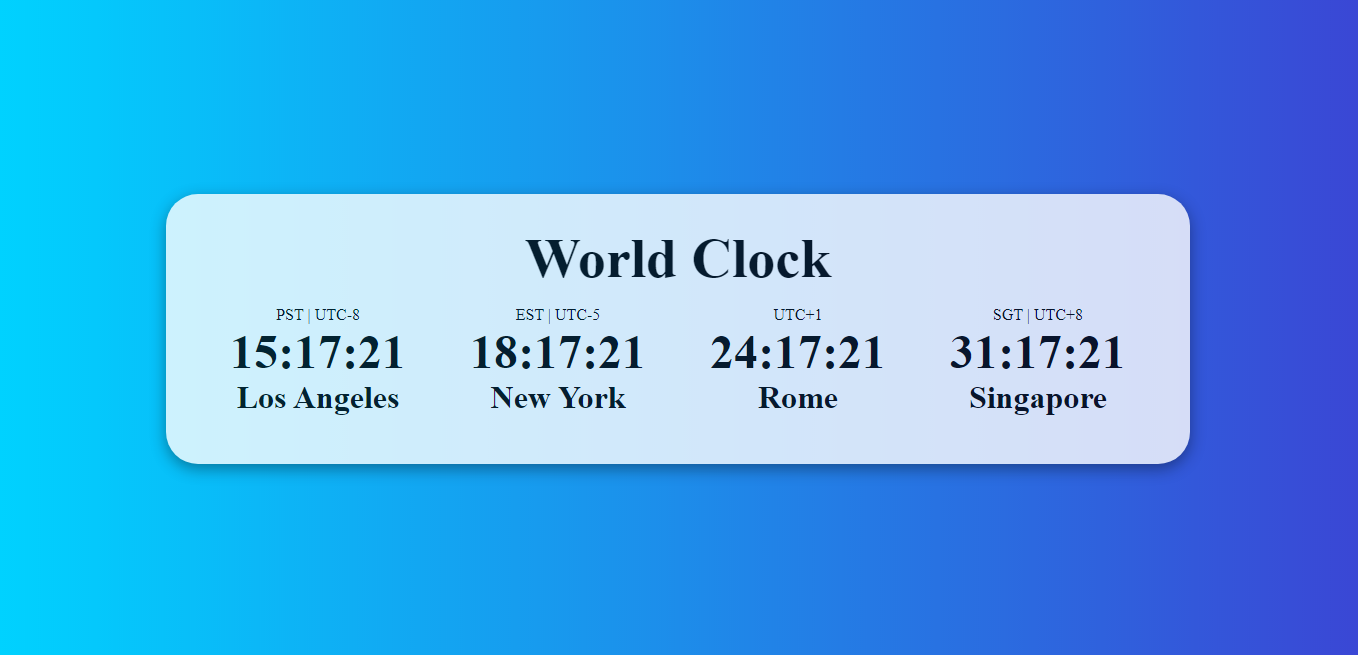 World Clock
PST | UTC-8
15:17:21
Los Angeles
EST | UTC-5
18:17:21
New York
UTC+1
24:17:21
Rome
SGT | UTC+8
31:17:21
Singapore